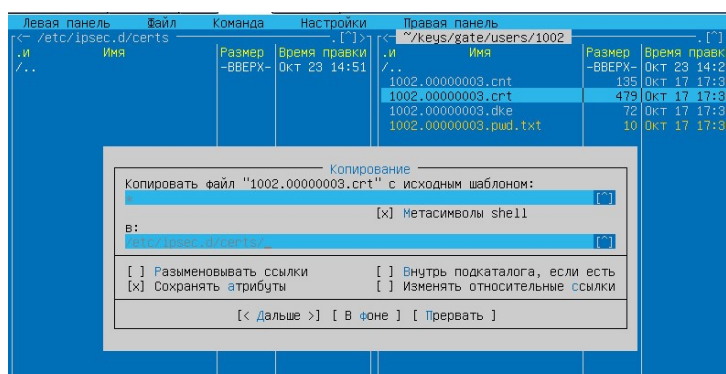 Левая панель Файл Команда Настройки Правая панель
<─ /etc/ipsec.d/certs .[^]>
.и Имя Размер Время правки
/.. -ВВЕРХ- Окт 23 14:51
<─ ~/keys/gate/users/1002 .[^]
.и Имя Размер Время правк
/.. -ВВЕРХ- Окт 23 14:2
1002.00000003.cnt 135 Окт 17 17:3
1002.00000003.crt 479 Окт 17 17:3
1002.00000003.dke 72 Окт 17 17:3
1002.00000003.pwd.txt 10 Окт 17 17:3
Копирование
Копировать файл "1002.00000003.crt" с исходным шаблоном:
* [^]
[x] Метасимволы shell
в:
/etc/ipsec.d/certs/_ [^]
[ ] Разыменовывать ссылки [ ] Внутрь подкаталога, если есть
[x] Сохранять атрибуты [ ] Изменять относительные ссылки
[< Дальше >] [ В фоне ] [ Прервать ]